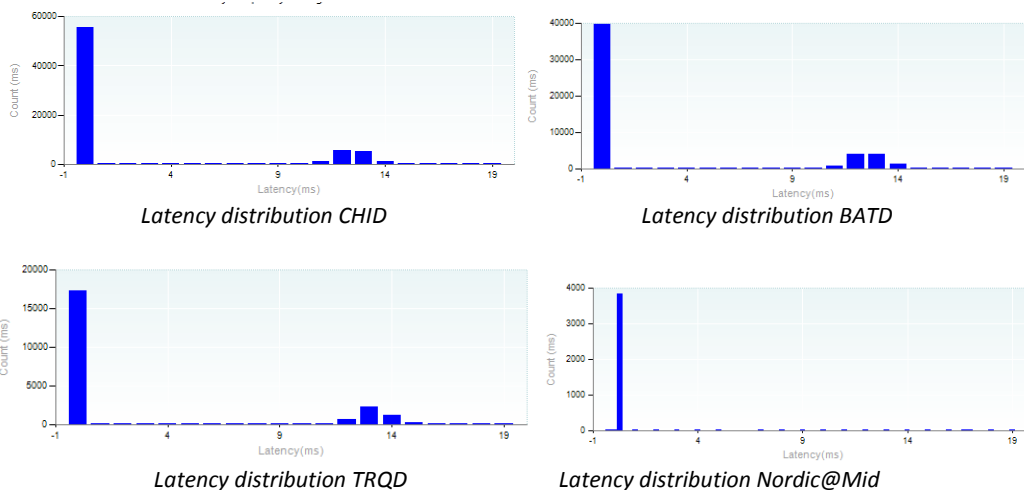 60000
40000
20000
0
-1 4 9 14 19
Count (ms)
Latency(ms)
Latency distribution CHID
40000
30000
20000
10000
0
-1 4 9 14 19
Count (ms)
Latency(ms)
Latency distribution BATD
20000
15000
10000
5000
0
-1 4 9 14 19
Count (ms)
Latency(ms)
Latency distribution TRQD
4000
3000
2000
1000
0
-1 4 9 14 19
Count (ms)
Latency(ms)
Latency distribution Nordic@Mid